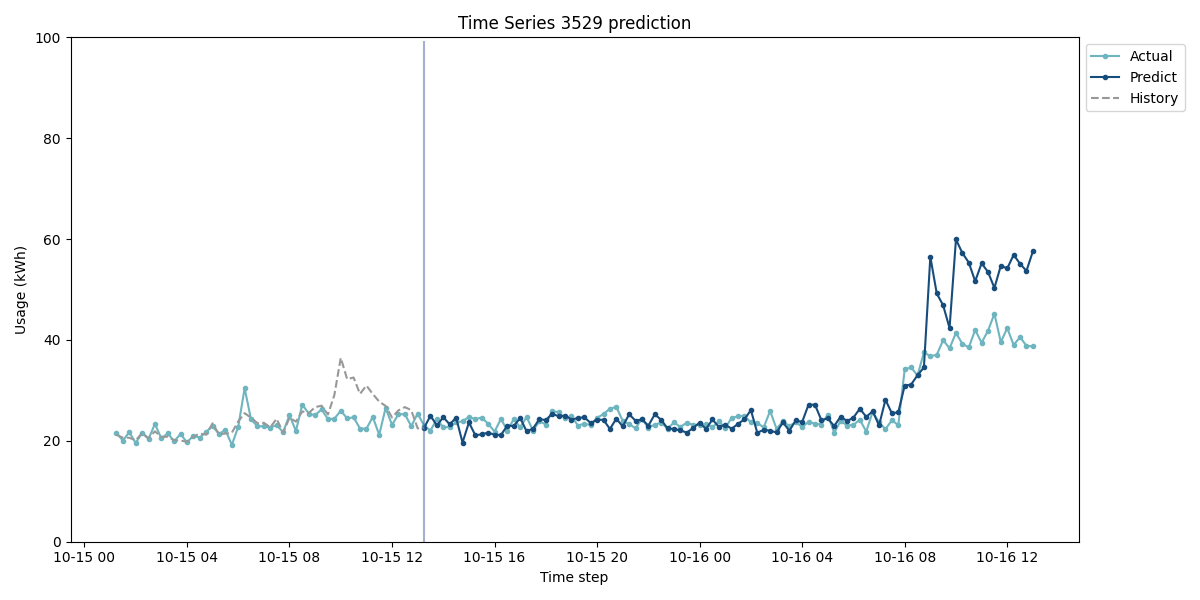 Time Series 3529 prediction
Actual
Predict
History
Usage (kWh)
100
80
60
40
20
0
10-15 00
10-15 04
10-15 08
10-15 12
10-15 16
10-15 20
10-16 00
10-16 04
10-16 08
10-16 12
Time step